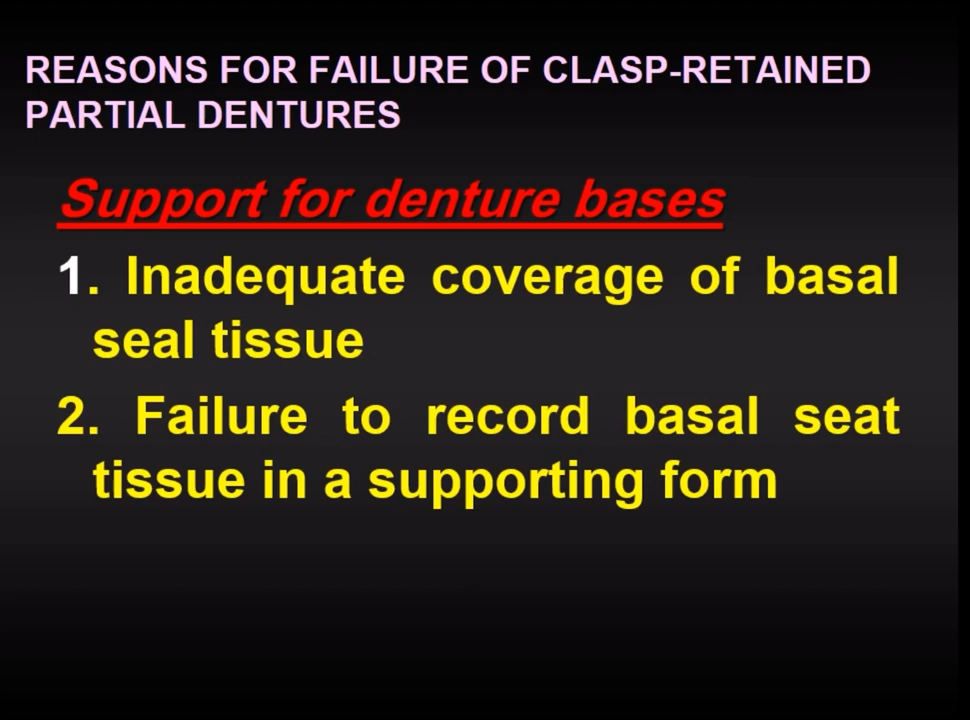 REASONS FOR FAILURE OF CLASP-RETAINED
PARTIAL DENTURES
Support for denture bases
1. Inadequate coverage of basal
seal tissue
2. Failure to record basal seat
tissue in a supporting form